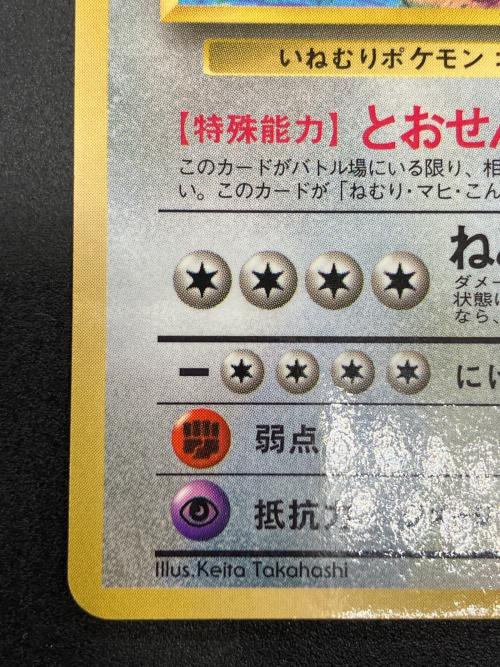 いねむりポケモン
【特殊能力】とおせ
このカードがバトル場にいる限り、相
い。このカードが「ねむり・マヒ・こん
ね
ダメー
状態に
なら、
にげ
弱点
抵抗力
Illus.Keita Takahashi